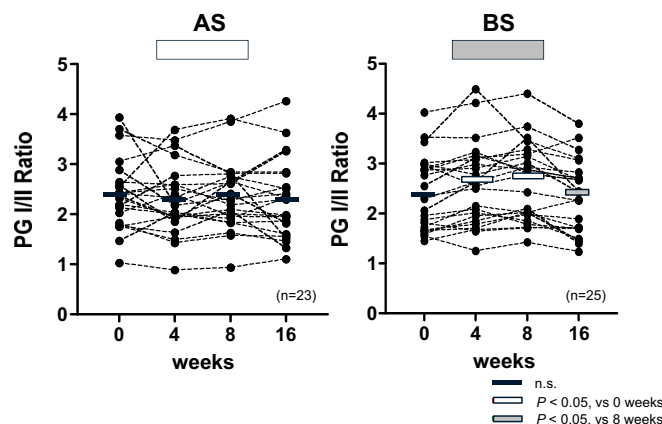 AS
BS
PG I/II Ratio
5
4
3
2
1
0
(n=23)
0
4
8
16
weeks
PG I/II Ratio
5
4
3
2
1
0
(n=25)
0
4
8
16
weeks
n.s.
P < 0.05, vs 0 weeks
P < 0.05, vs 8 weeks